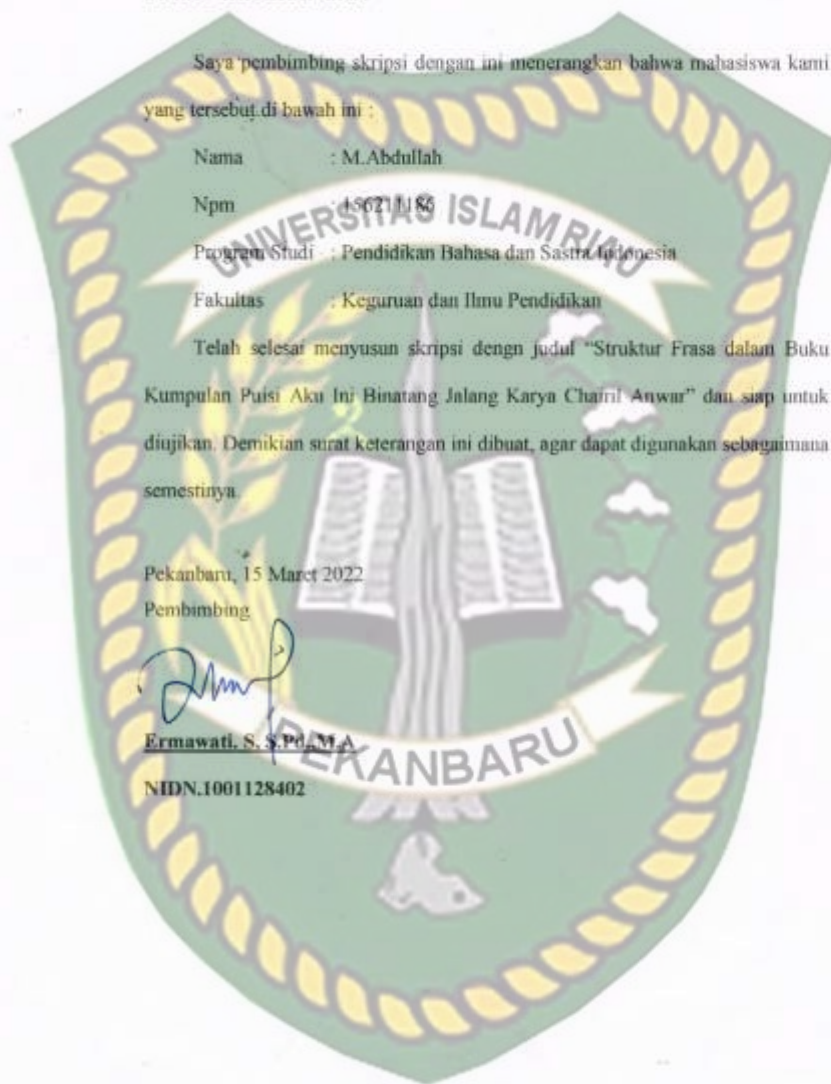 Saya pembimbing skripsi dengan ini menerangkan bahwa mahasiswa kami
yang tersebut di bawah ini :
Nama : M.Abdullah
Npm : 156211186
UNIVERSITAS ISLAM RIAU
Program Studi : Pendidikan Bahasa dan Sastra Indonesia
Fakultas : Keguruan dan Ilmu Pendidikan
Telah selesai menyusun skripsi dengn judul “Struktur Frasa dalam Buku
Kumpulan Puisi Aku Ini Binatang Jalang Karya Chairil Anwar” dan siap untuk
diujikan. Demikian surat keterangan ini dibuat, agar dapat digunakan sebagaimana
semestinya.
Pekanbaru, 15 Maret 2022
Pembimbing
Ermawati. S, S.Pd.,M.A
PEKANBARU
NIDN.1001128402